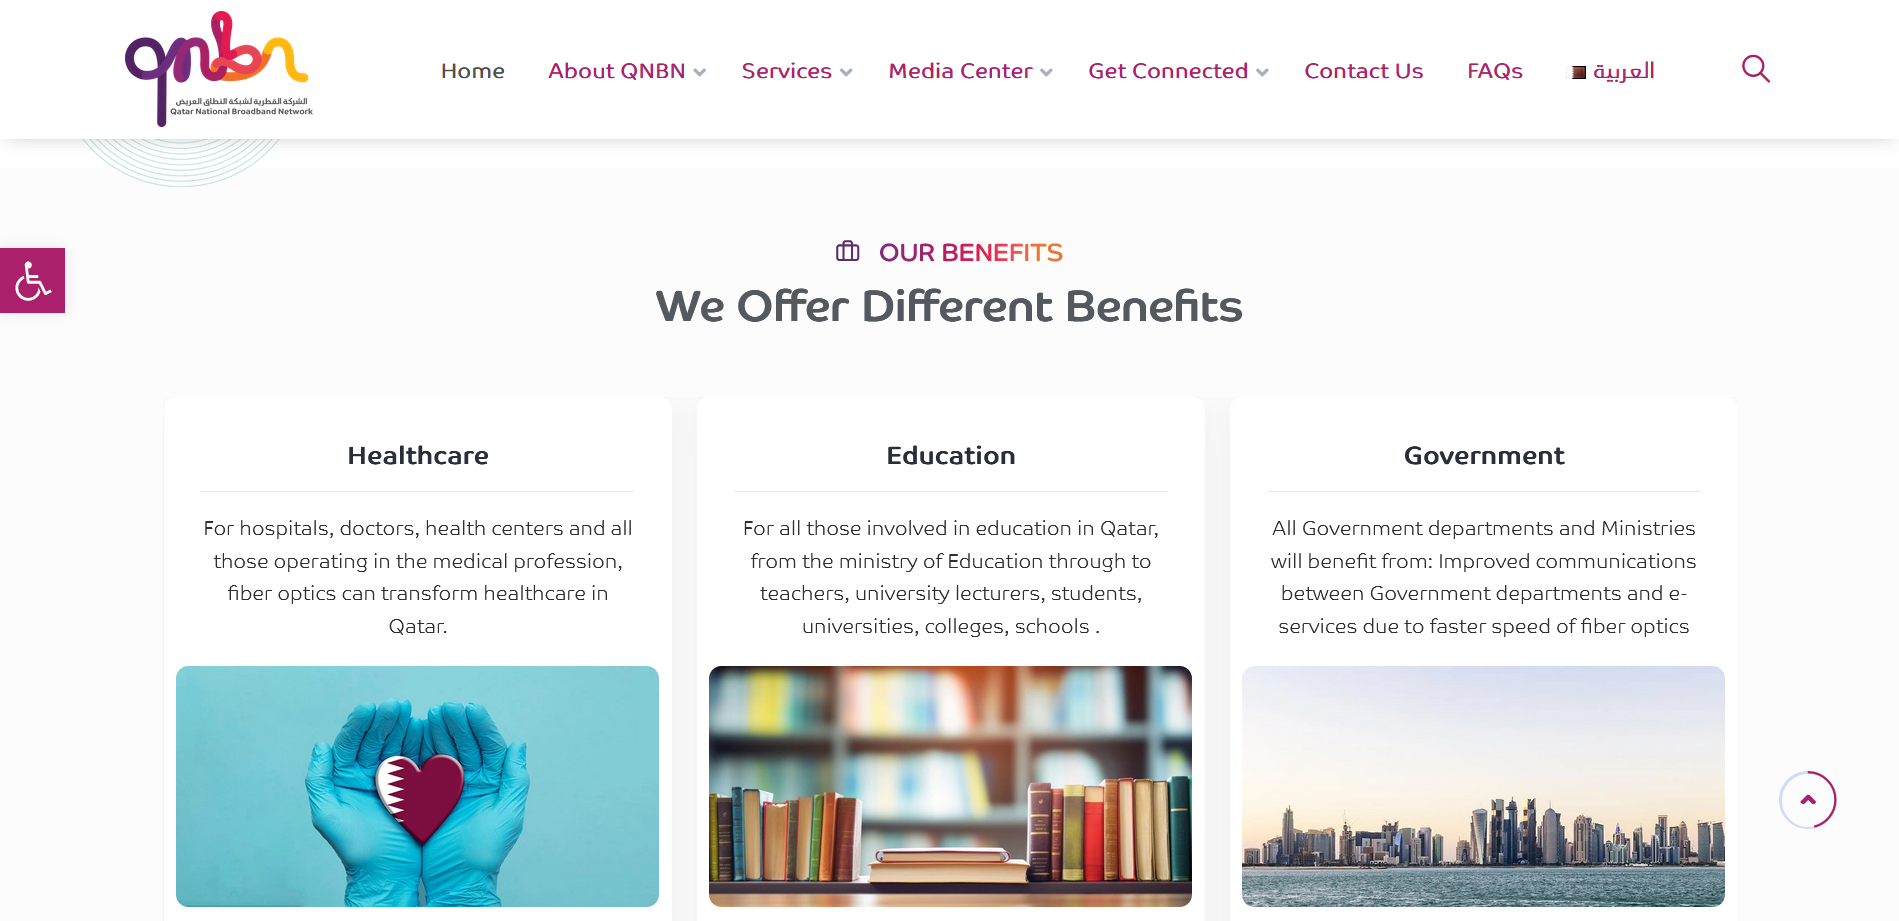 qnbn
الشركة القطرية لشبكة النطاق العريض
Qatar National Broadband Network
Home
About QNBN
Services
Media Center
Get Connected
Contact Us
FAQs
العربية
OUR BENEFITS
We Offer Different Benefits
Healthcare
For hospitals, doctors, health centers and all
those operating in the medical profession,
fiber optics can transform healthcare in
Qatar.
Education
For all those involved in education in Qatar,
from the ministry of Education through to
teachers, university lecturers, students,
universities, colleges, schools .
Government
All Government departments and Ministries
will benefit from: Improved communications
between Government departments and e-
services due to faster speed of fiber optics